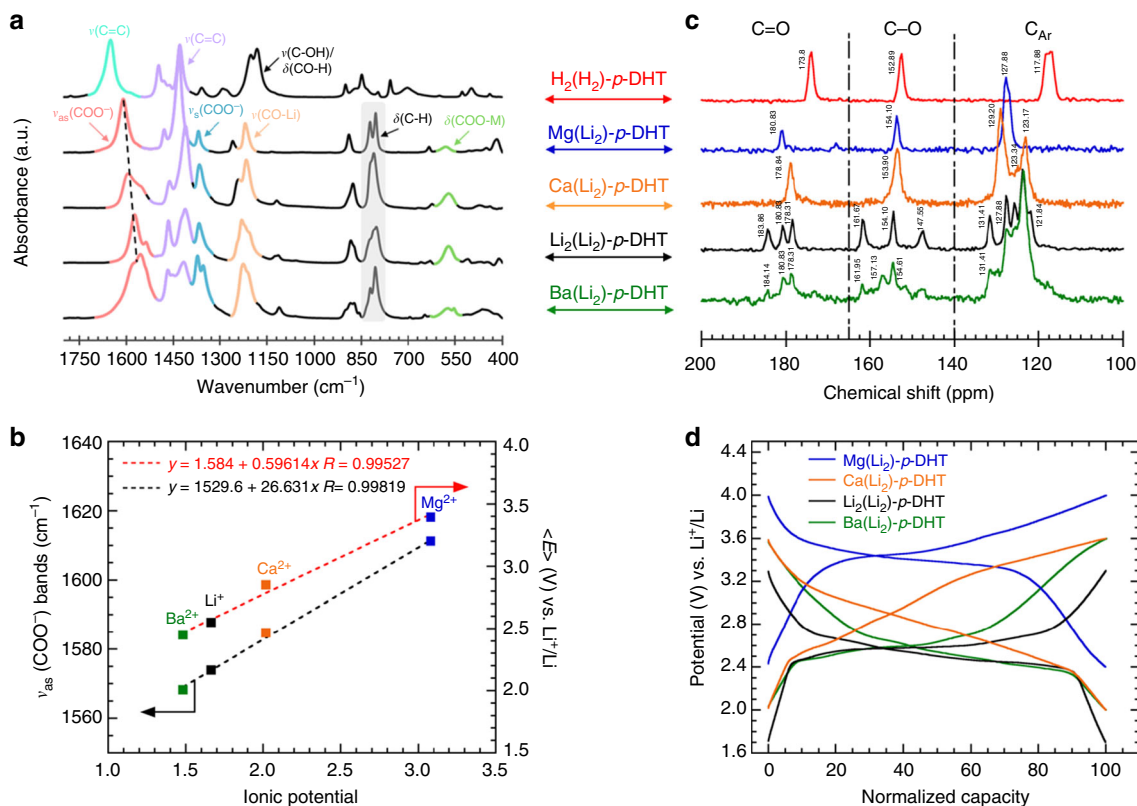 a
ν(C=C)
ν(C=C)
ν(C-OH)/
δ(CO-H)
νas(COO⁻)
νs(COO⁻)
ν(CO-Li)
δ(C-H)
δ(COO-M)
Absorbance (a.u.)
1750 1600 1450 1300 1150 1000 850 700 550 400
Wavenumber (cm⁻¹)
H₂(H₂)-p-DHT
Mg(Li₂)-p-DHT
Ca(Li₂)-p-DHT
Li₂(Li₂)-p-DHT
Ba(Li₂)-p-DHT
c
C=O C–O CAr
173.8 152.89 117.88
180.83 154.10 127.88
178.84 153.90 129.20 123.17
183.86 180.83 178.31 161.67 154.10 147.55 131.41 127.88 123.34 121.84
184.14 180.83 178.31 161.95 157.13 154.61 131.41
200 180 160 140 120 100
Chemical shift (ppm)
b
y = 1.584 + 0.59614x R = 0.99527
y = 1529.6 + 26.631x R= 0.99819
Mg²⁺
Ca²⁺
Li⁺
Ba²⁺
νas (COO⁻) bands (cm⁻¹)
1640
1620
1600
1580
1560
4.0
3.5
3.0
2.5
2.0
1.5
<E> (V) vs. Li⁺/Li
1.0 1.5 2.0 2.5 3.0 3.5
Ionic potential
d
Mg(Li₂)-p-DHT
Ca(Li₂)-p-DHT
Li₂(Li₂)-p-DHT
Ba(Li₂)-p-DHT
Potential (V) vs. Li⁺/Li
4.4
4.0
3.6
3.2
2.8
2.4
2.0
1.6
0 20 40 60 80 100
Normalized capacity